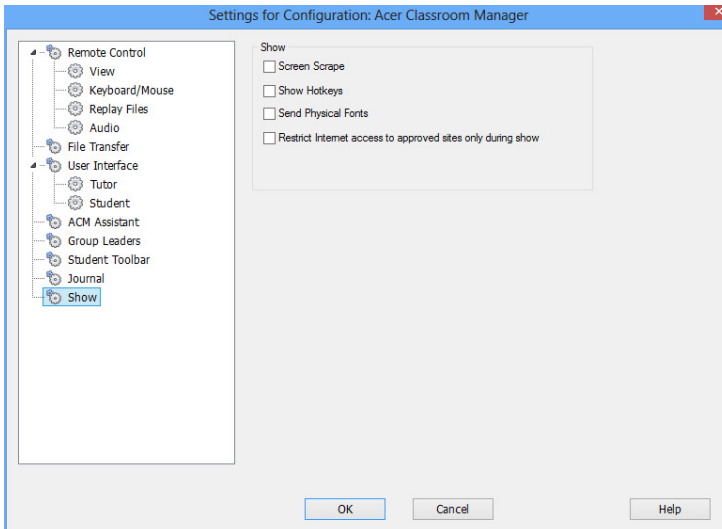 Settings for Configuration: Acer Classroom Manager
Remote Control
View
Keyboard/Mouse
Replay Files
Audio
File Transfer
User Interface
Tutor
Student
ACM Assistant
Group Leaders
Student Toolbar
Journal
Show
Show
Screen Scrape
Show Hotkeys
Send Physical Fonts
Restrict Internet access to approved sites only during show
OK Cancel Help